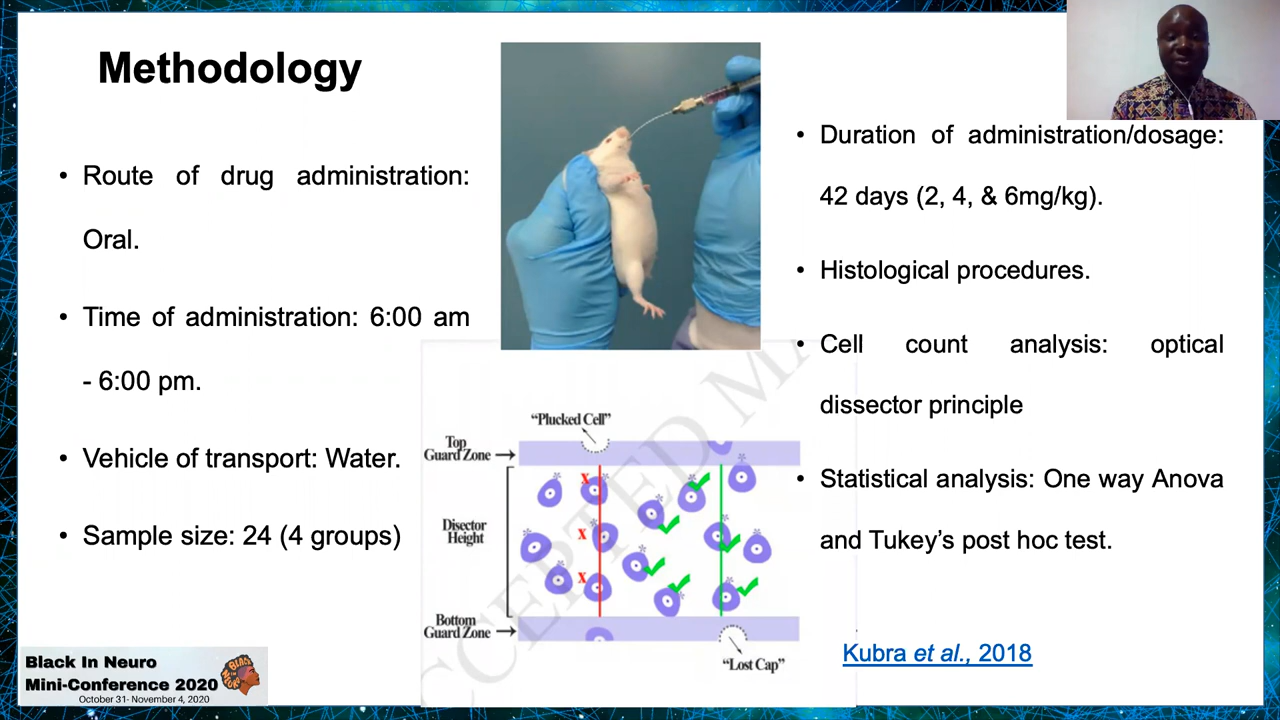 Methodology
• Route of drug administration:
Oral.
• Time of administration: 6:00 am
- 6:00 pm.
• Vehicle of transport: Water.
• Sample size: 24 (4 groups)
“Plucked Cell”
Top
Guard Zone
Disector
Height
x
x
x
Bottom
Guard Zone
“Lost Cap”
CCEPTED MA
• Duration of administration/dosage:
42 days (2, 4, & 6mg/kg).
• Histological procedures.
• Cell count analysis: optical
dissector principle
• Statistical analysis: One way Anova
and Tukey’s post hoc test.
Kubra et al., 2018
Black In Neuro
Mini-Conference 2020
October 31- November 4, 2020